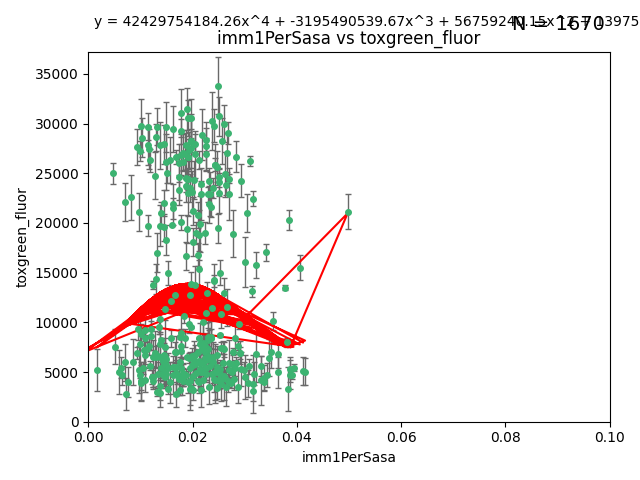 y = 42429754184.26x^4 + -3195490539.67x^3 + 56759240.15x^2 + 13975
N = 1670
imm1PerSasa vs toxgreen_fluor
35000
30000
25000
20000
15000
10000
5000
0
toxgreen_fluor
0.00 0.02 0.04 0.06 0.08 0.10
imm1PerSasa